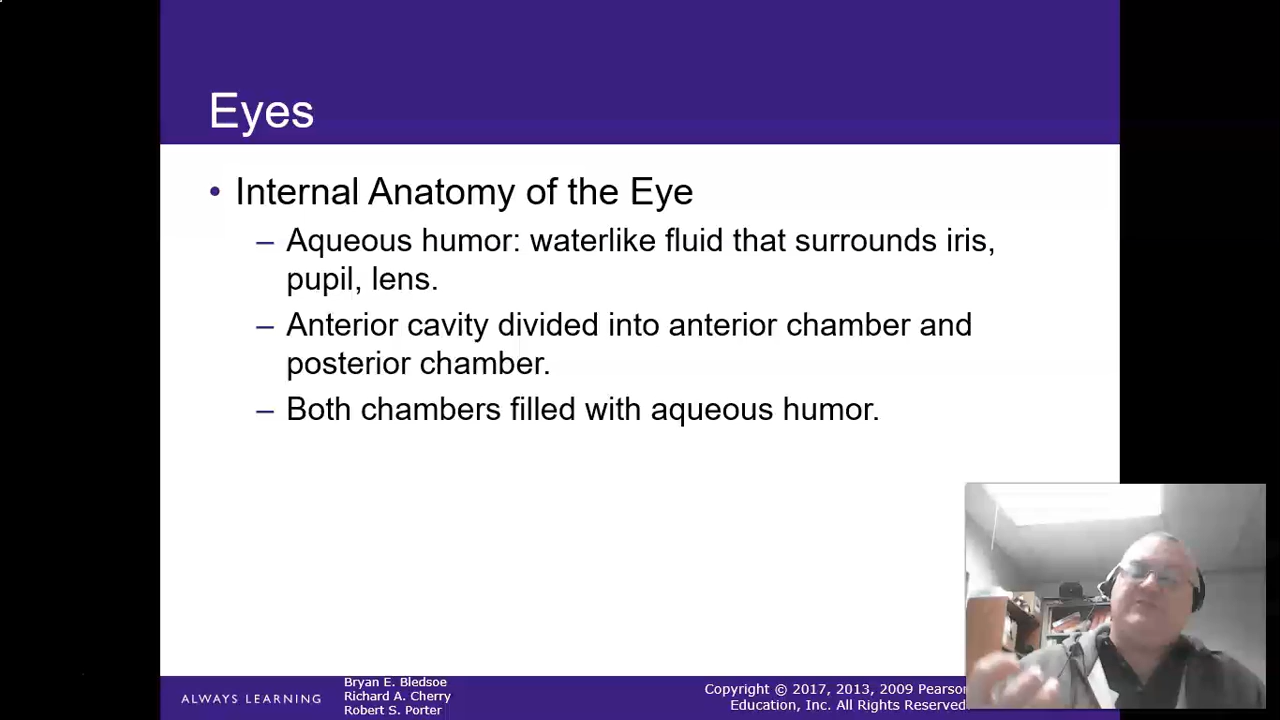 Eyes
• Internal Anatomy of the Eye
– Aqueous humor: waterlike fluid that surrounds iris,
pupil, lens.
– Anterior cavity divided into anterior chamber and
posterior chamber.
– Both chambers filled with aqueous humor.
ALWAYS LEARNING
Bryan E. Bledsoe
Richard A. Cherry
Robert S. Porter
Copyright © 2017, 2013, 2009 Pearson
Education, Inc. All Rights Reserved.